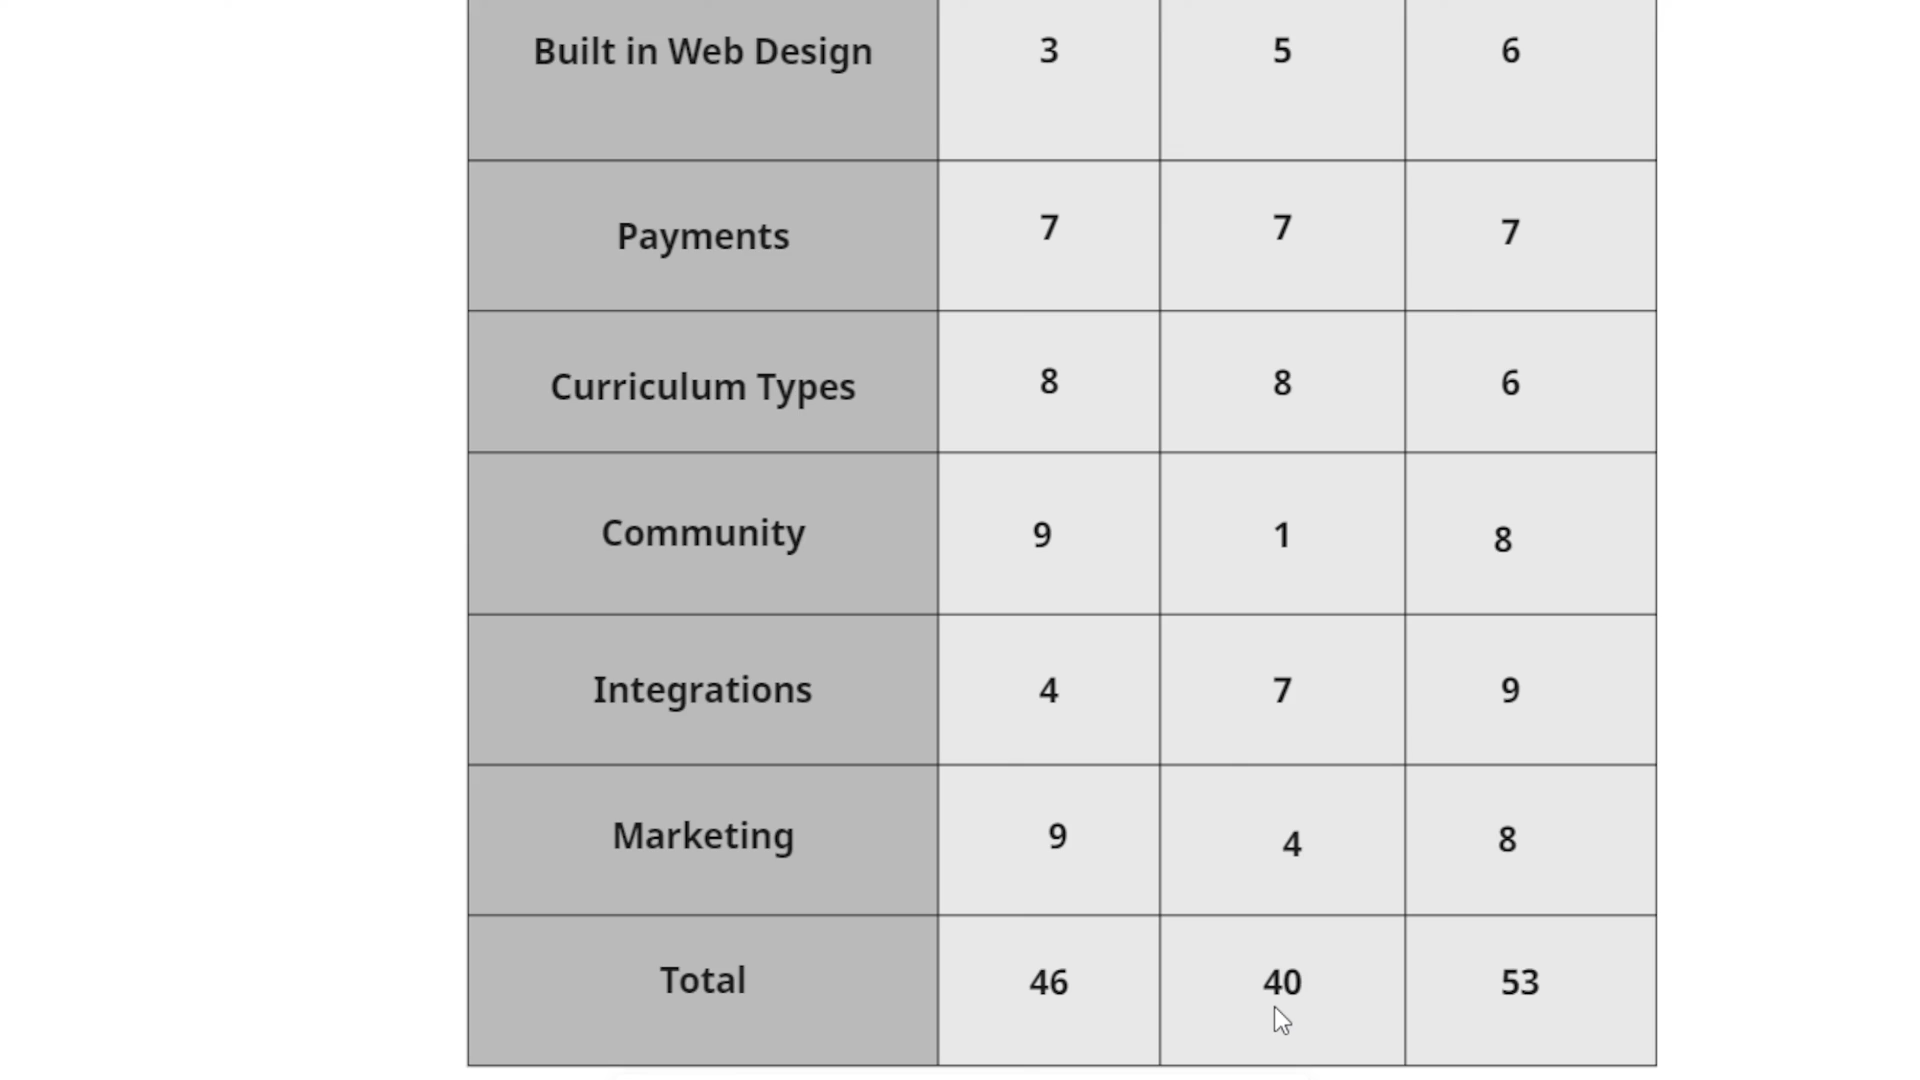 Built in Web Design 3 5 6
Payments 7 7 7
Curriculum Types 8 8 6
Community 9 1 8
Integrations 4 7 9
Marketing 9 4 8
Total 46 40 53